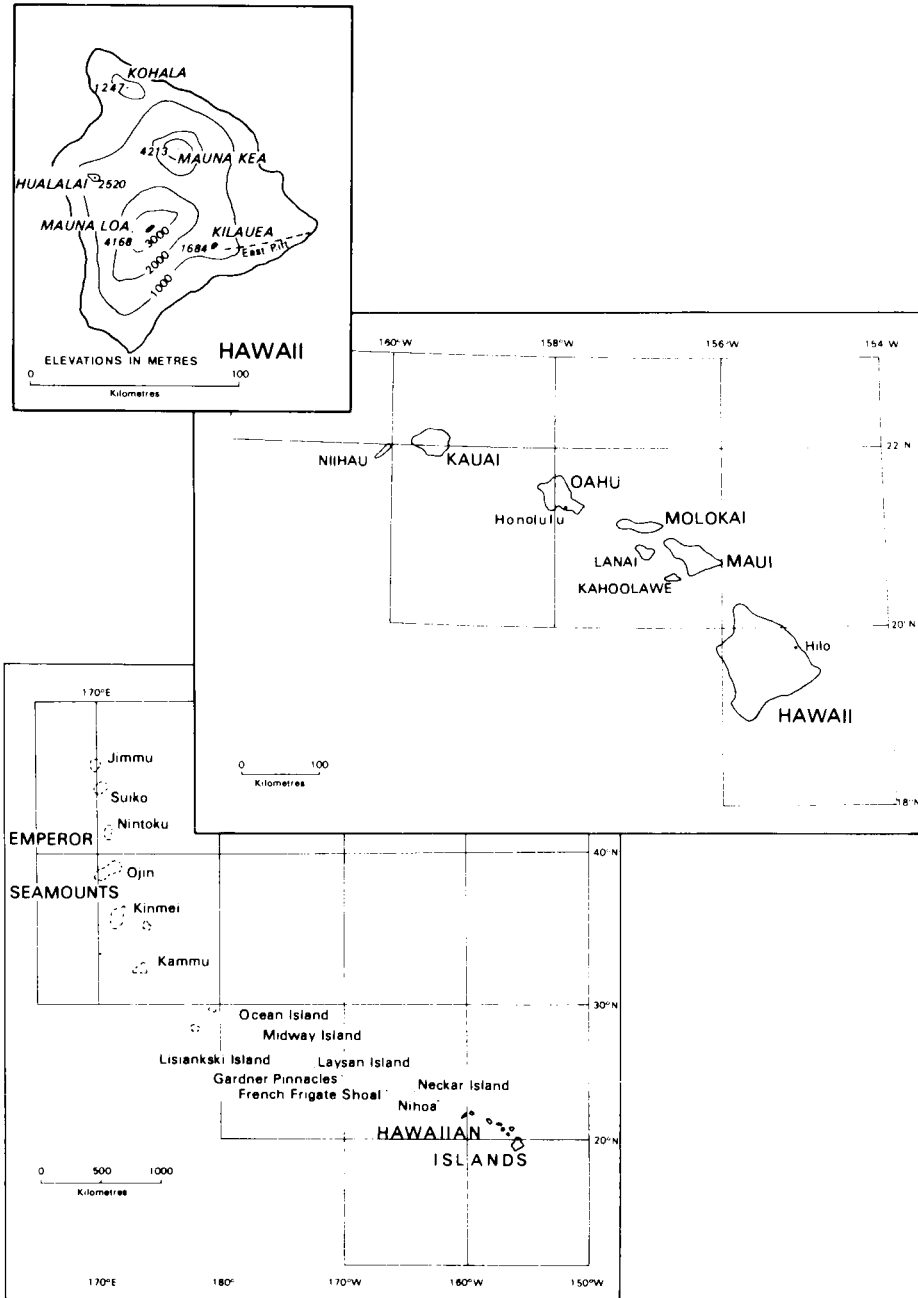 KOHALA
1247
4213
MAUNA KEA
HUALALAI
2520
MAUNA LOA
4168
3000
2000
1000
KILAUEA
1684
East Rift
ELEVATIONS IN METRES
HAWAII
0 100
Kilometres
160°W 158°W 156°W 154°W
22°N
NIIHAU
KAUAI
OAHU
Honolulu
MOLOKAI
LANAI
MAUI
KAHOOLAWE
20°N
Hilo
HAWAII
0 100
Kilometres
18°N
170°E
Jimmu
Suiko
Nintoku
EMPEROR
40°N
Ojin
SEAMOUNTS
Kinmei
Kammu
30°N
Ocean Island
Midway Island
Lisiankski Island
Laysan Island
Gardner Pinnacles
Neckar Island
French Frigate Shoal
Nihoa
HAWAIIAN
20°N
ISLANDS
0 500 1000
Kilometres
170°E 180° 170°W 160°W 150°W